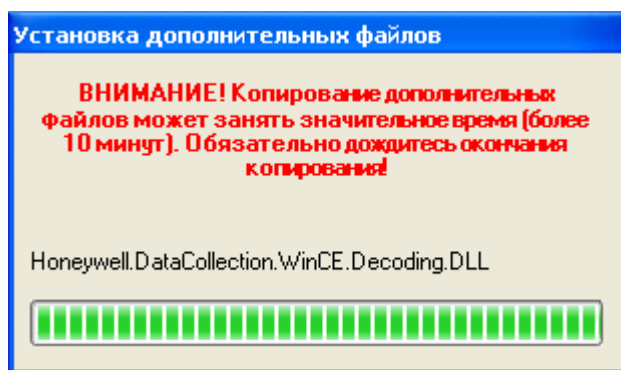 Установка дополнительных файлов
ВНИМАНИЕ! Копирование дополнительных
файлов может занять значительное время (более
10 минут). Обязательно дождитесь окончания
копирования!
Honeywell.DataCollection.WinCE.Decoding.DLL